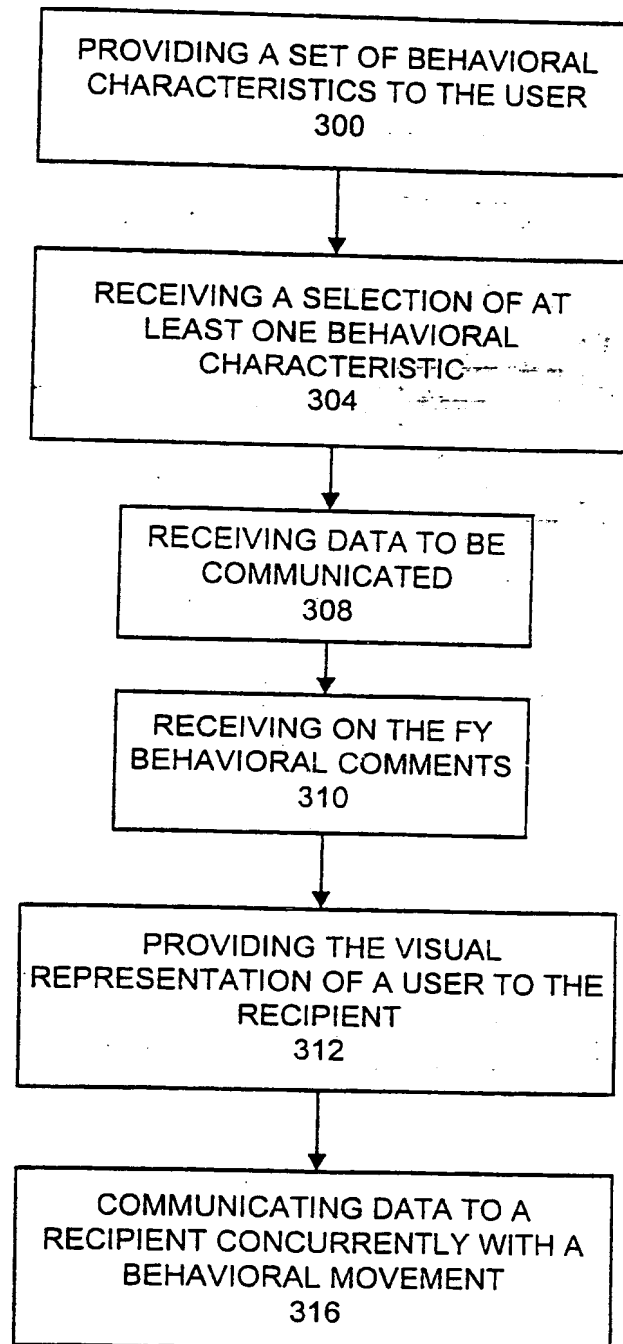 PROVIDING A SET OF BEHAVIORAL
CHARACTERISTICS TO THE USER
300
RECEIVING A SELECTION OF AT
LEAST ONE BEHAVIORAL
CHARACTERISTIC
304
RECEIVING DATA TO BE
COMMUNICATED
308
RECEIVING ON THE FY
BEHAVIORAL COMMENTS
310
PROVIDING THE VISUAL
REPRESENTATION OF A USER TO THE
RECIPIENT
312
COMMUNICATING DATA TO A
RECIPIENT CONCURRENTLY WITH A
BEHAVIORAL MOVEMENT
316